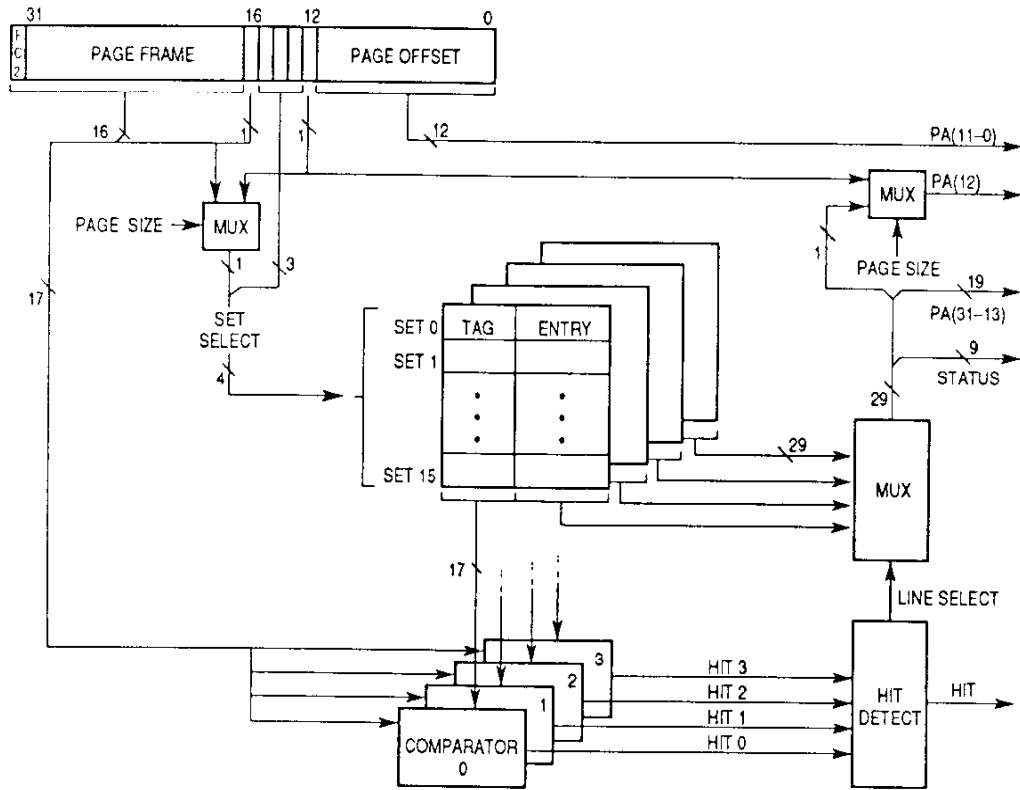 31 16 12 0
F
C
2
PAGE FRAME PAGE OFFSET
16 1 1 12
PA(11–0)
MUX PA(12)
PAGE SIZE MUX
1 3 1 PAGE SIZE
17 19
PA(31–13)
SET
SELECT
4
9
STATUS
29
SET 0 TAG ENTRY
SET 1
SET 15
29
MUX
17
LINE SELECT
3
2
1
COMPARATOR
0
HIT 3
HIT 2
HIT 1
HIT 0
HIT
DETECT
HIT